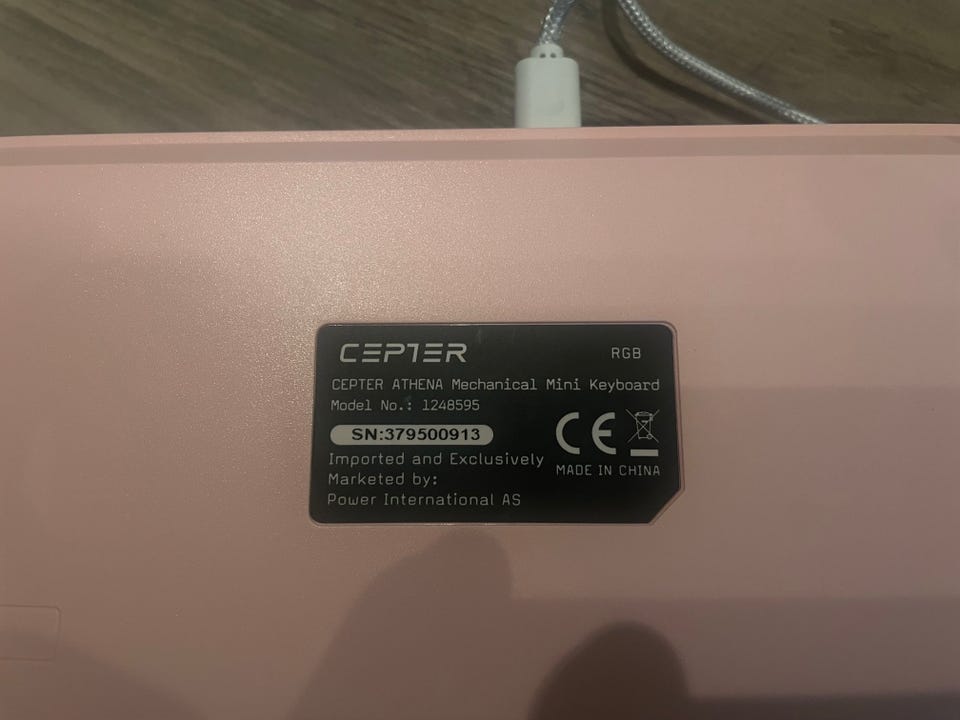 CEPTER RGB
CEPTER ATHENA Mechanical Mini Keyboard
Model No.: 1248595
SN:379500913
Imported and Exclusively
Marketed by:
Power International AS
CE
MADE IN CHINA